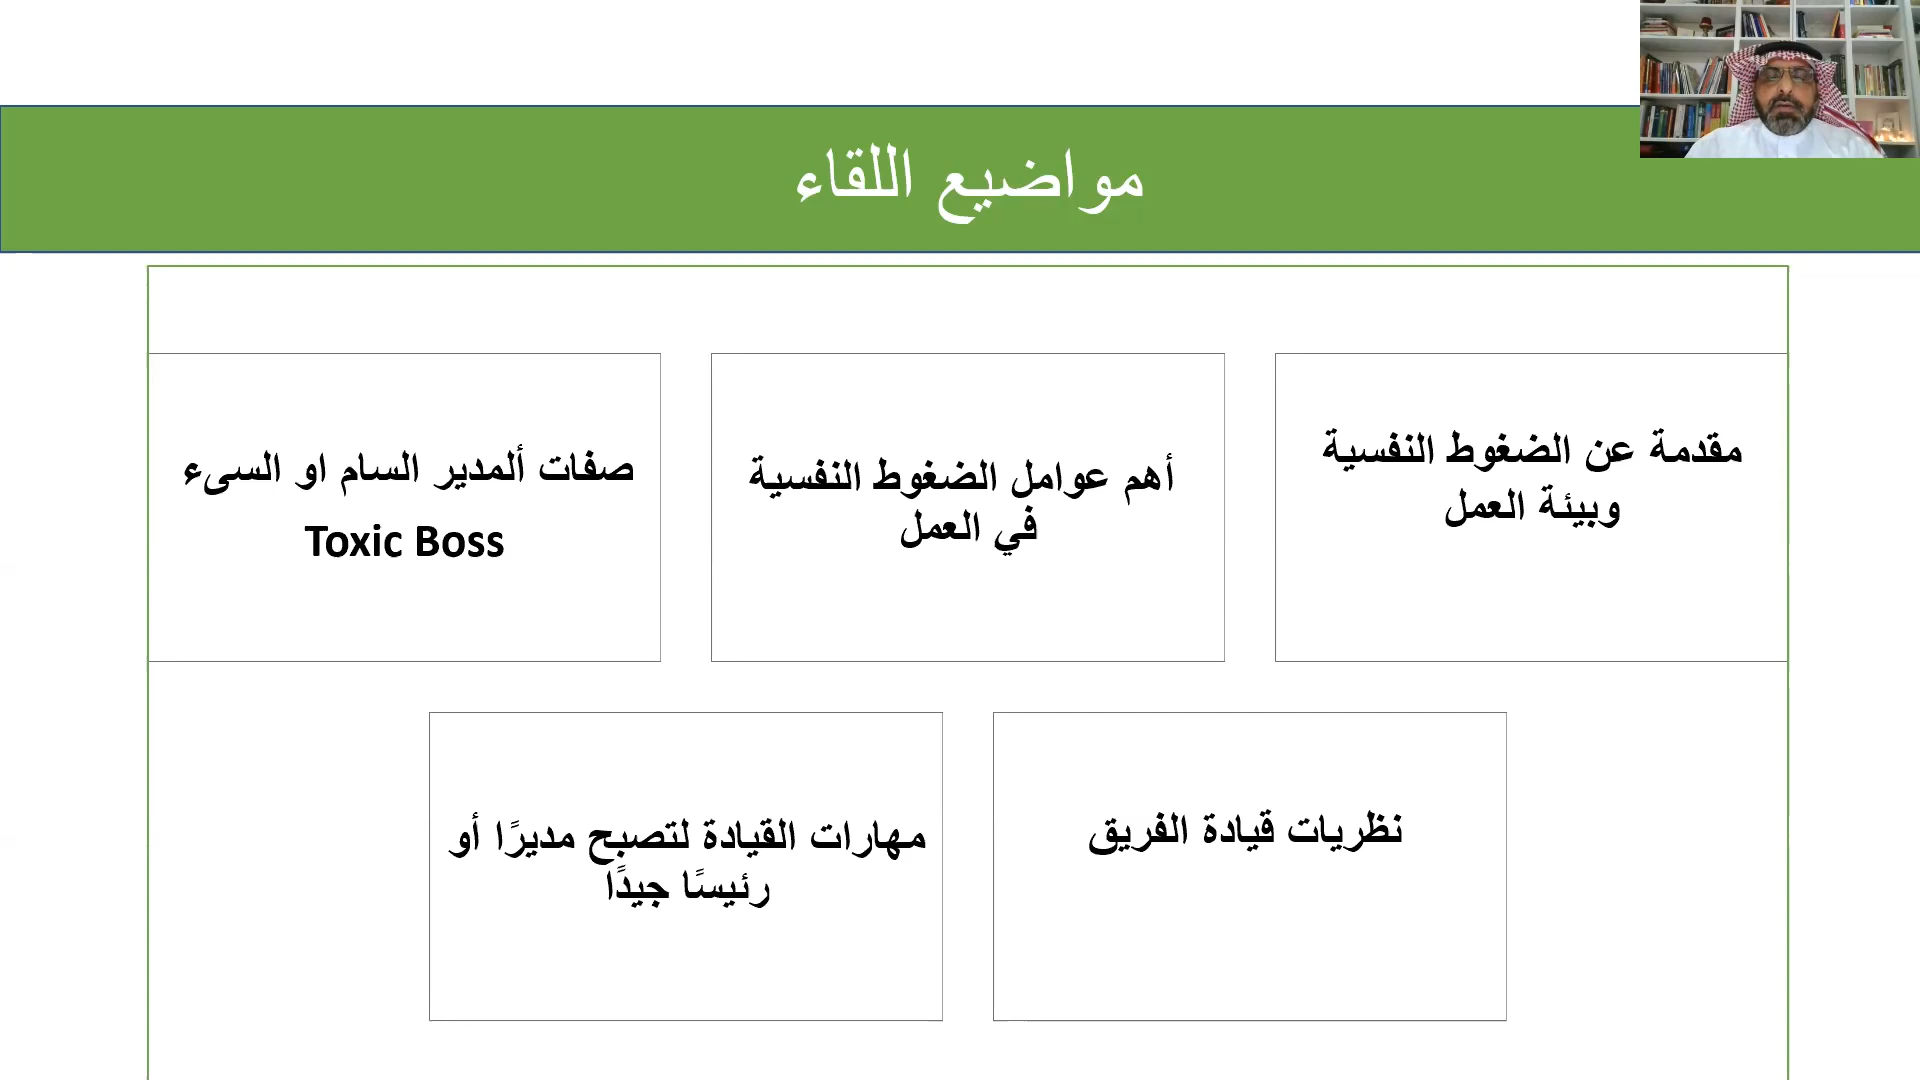 مواضيع اللقاء
مقدمة عن الضغوط النفسية
وبيئة العمل
أهم عوامل الضغوط النفسية
في العمل
صفات ألمدير السام او السىء
Toxic Boss
نظريات قيادة الفريق
مهارات القيادة لتصبح مديرًا أو
رئيسًا جيدًا